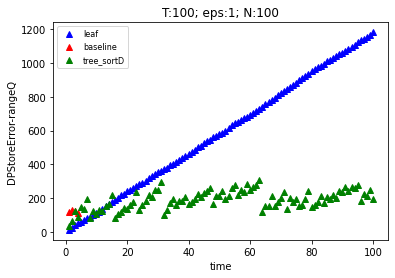 T:100; eps:1; N:100
leaf
baseline
tree_sortD
DPStoreError-rangeQ
1200
1000
800
600
400
200
0
0 20 40 60 80 100
time